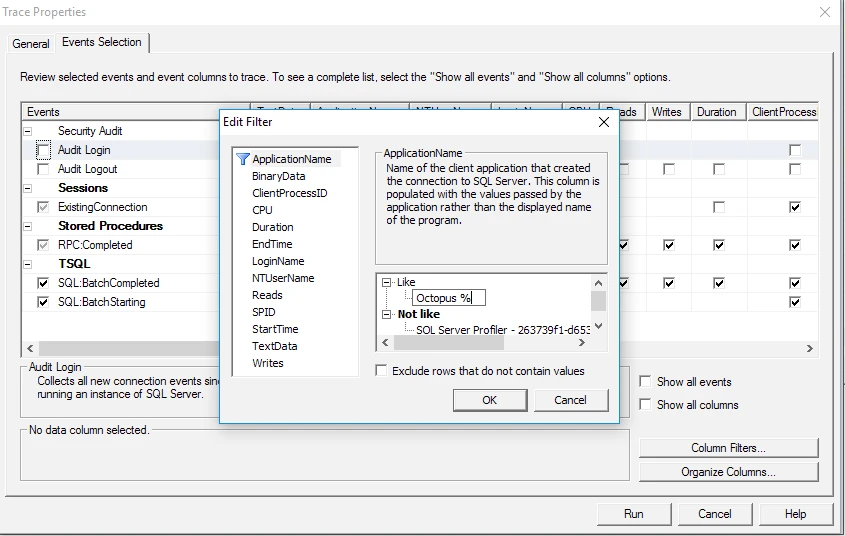 Trace Properties
General
Events Selection
Review selected events and event columns to trace. To see a complete list, select the "Show all events" and "Show all columns" options.
Events
Reads
Writes
Duration
Security Audit
Audit Login
Audit Logout
Sessions
ExistingConnection
Stored Procedures
RPC:Completed
TSQL
SQL:BatchCompleted
SQL:BatchStarting
Edit Filter
ApplicationName
BinaryData
ClientProcessID
CPU
Duration
EndTime
LoginName
NTUserName
Reads
SPID
StartTime
TextData
Writes
ApplicationName
Name of the client application that created
the connection to SQL Server. This column is
populated with the values passed by the
application rather than the displayed name
of the program.
Like
Octopus %
Not like
SQL Server Profiler - 263739f1-d653
Exclude rows that do not contain values
OK
Cancel
Audit Login
Collects all new connection events
running an instance of SQL Server.
Show all events
Show all columns
No data column selected.
Column Filters...
Organize Columns...
Run
Cancel
Help